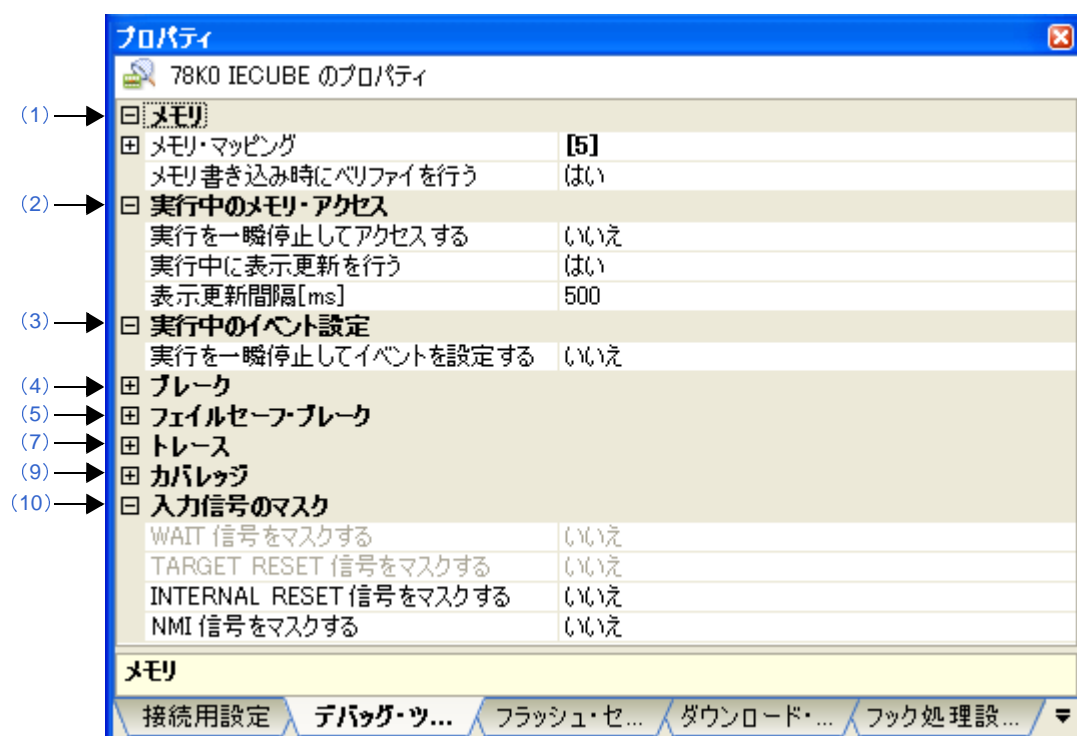 プロパティ
78K0 IECUBE のプロパティ
(1) メモリ
メモリ・マッピング [5]
メモリ書き込み時にベリファイを行う はい
(2) 実行中のメモリ・アクセス
実行を一瞬停止してアクセスする いいえ
実行中に表示更新を行う はい
表示更新間隔[ms] 500
(3) 実行中のイベント設定
実行を一瞬停止してイベントを設定する いいえ
(4) ブレーク
(5) フェイルセーフ・ブレーク
(7) トレース
(9) カバレッジ
(10) 入力信号のマスク
WAIT 信号をマスクする いいえ
TARGET RESET 信号をマスクする いいえ
INTERNAL RESET 信号をマスクする いいえ
NMI 信号をマスクする いいえ
メモリ
接続用設定 デバッグ・ツ... フラッシュ・セ... ダウンロード・... フック処理設...